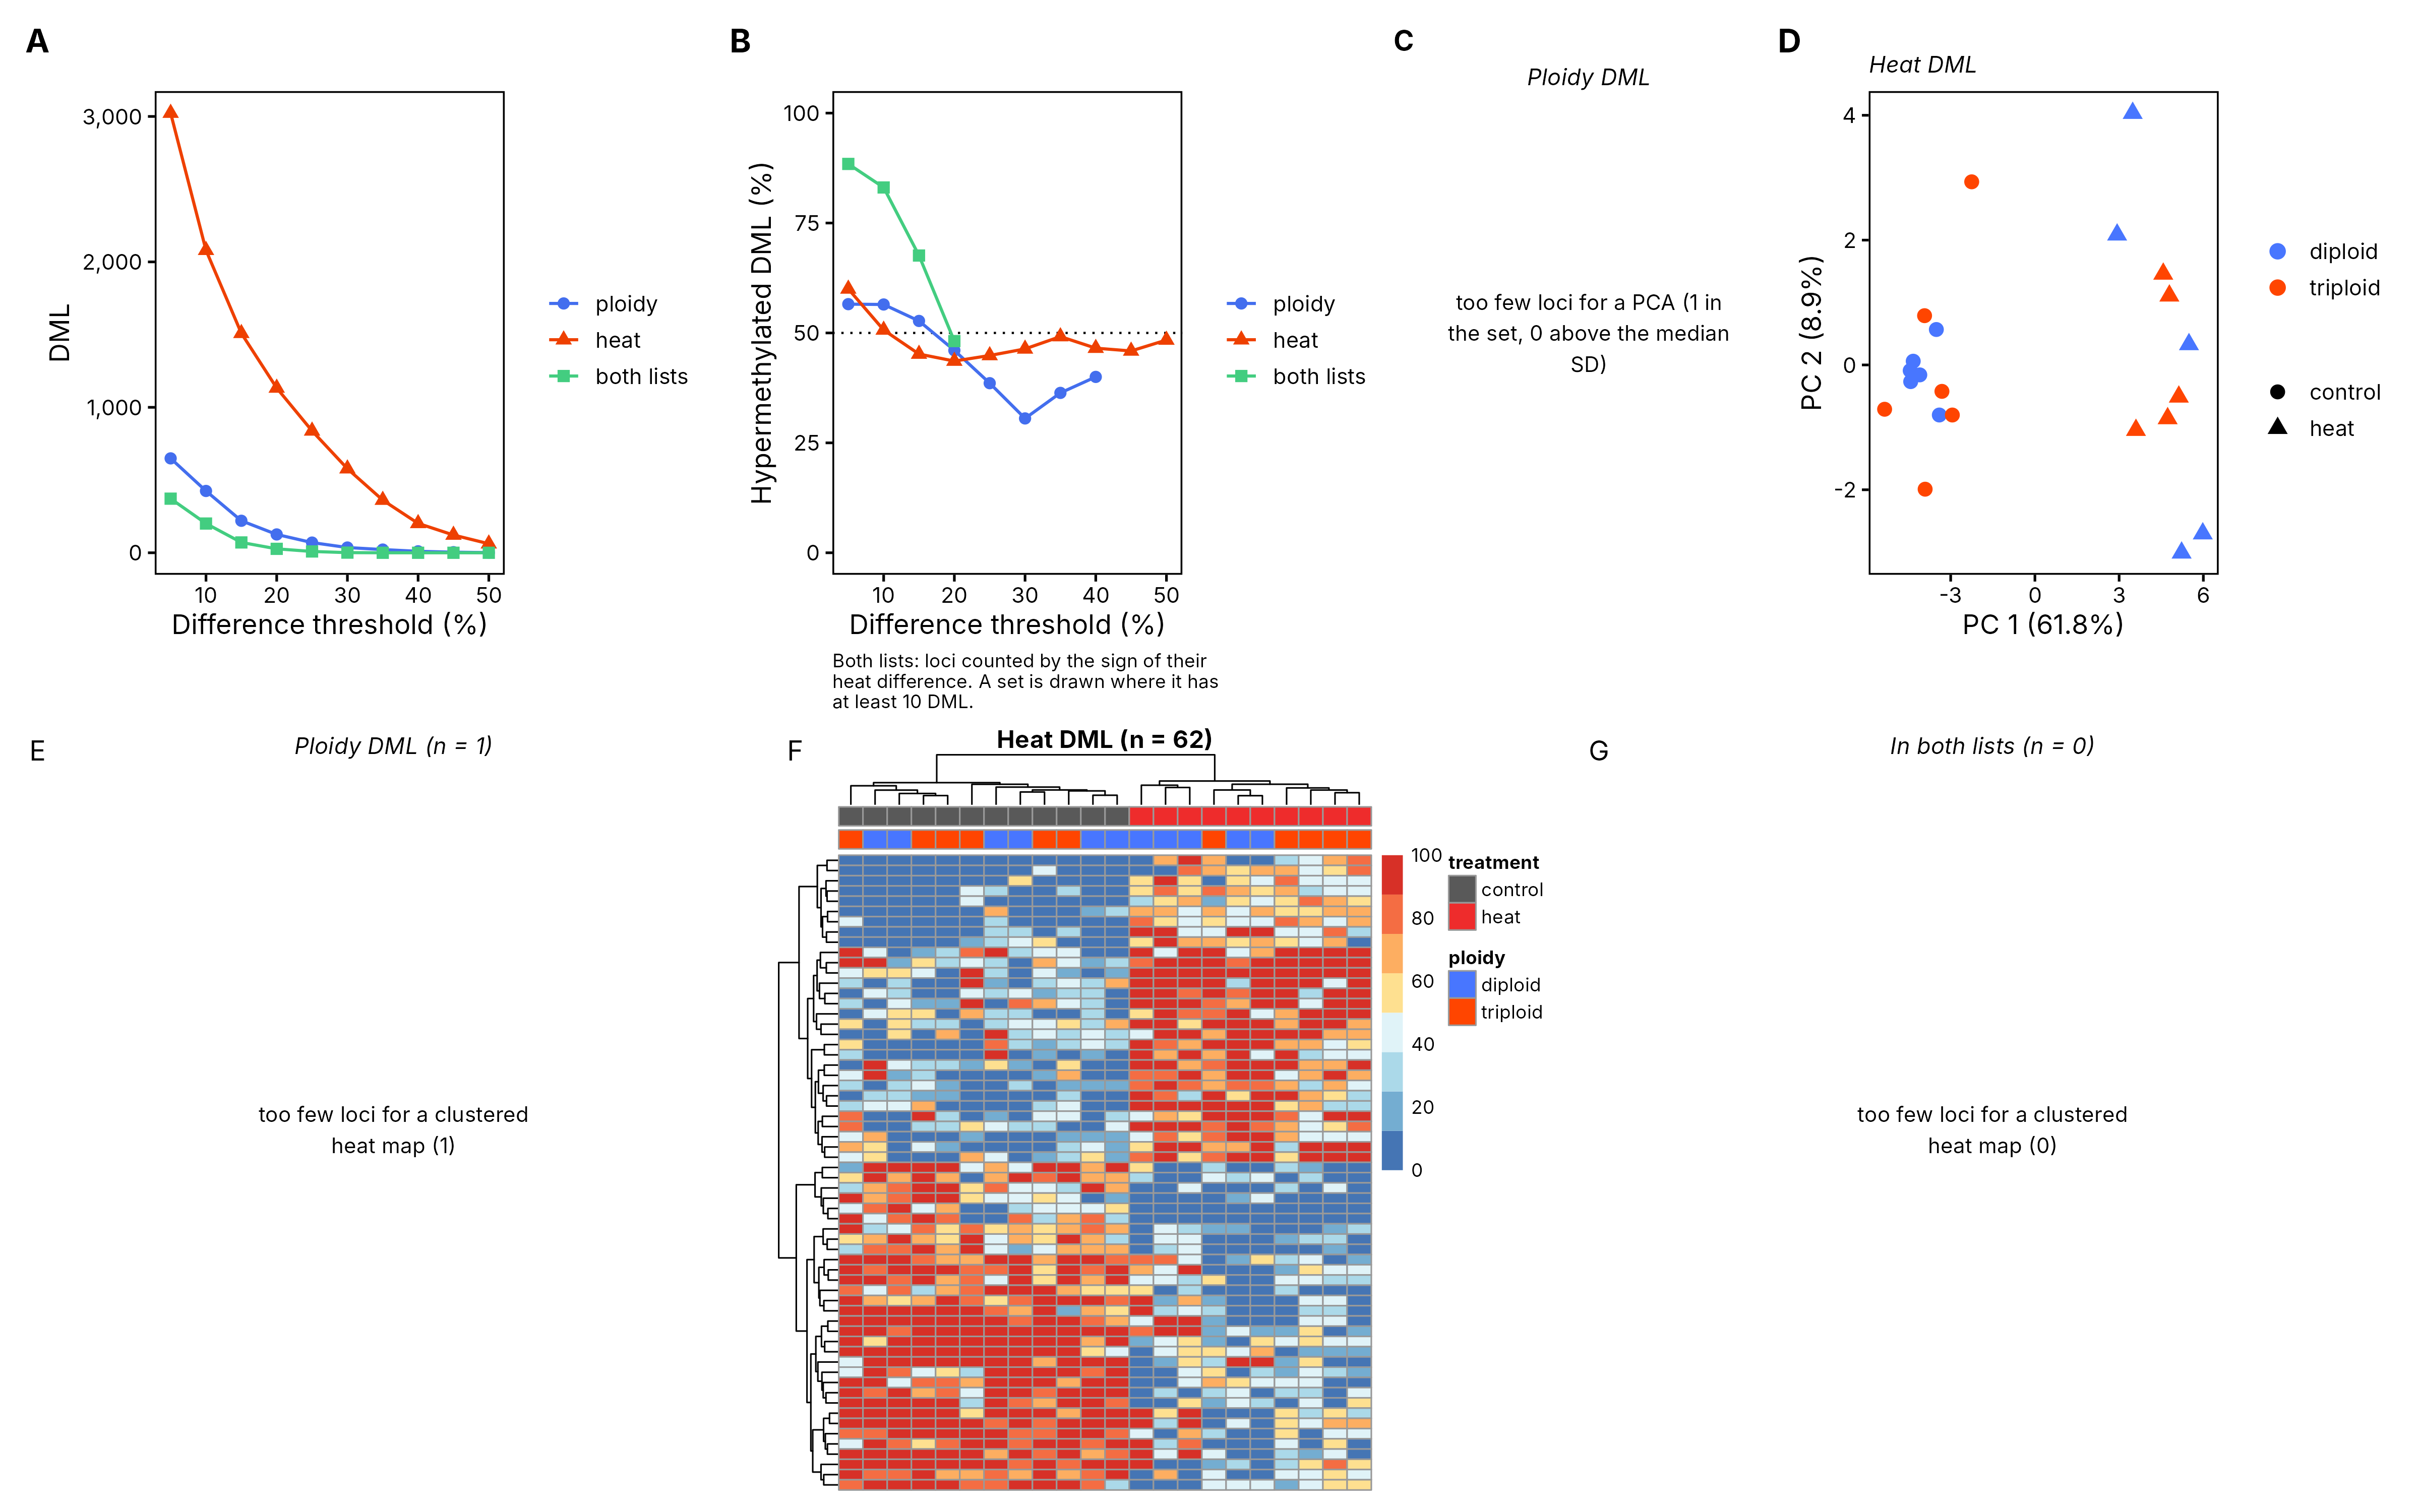 A
3,000
2,000
1,000
0
DML
10 20 30 40 50
Difference threshold (%)
ploidy
heat
both lists
B
100
75
50
25
0
Hypermethylated DML (%)
10 20 30 40 50
Difference threshold (%)
Both lists: loci counted by the sign of their
heat difference. A set is drawn where it has
at least 10 DML.
ploidy
heat
both lists
C
Ploidy DML
too few loci for a PCA (1 in
the set, 0 above the median
SD)
D
Heat DML
4
2
0
-2
PC 2 (8.9%)
-3 0 3 6
PC 1 (61.8%)
diploid
triploid
control
heat
E
Ploidy DML (n = 1)
too few loci for a clustered
heat map (1)
F
Heat DML (n = 62)
100
80
60
40
20
0
treatment
control
heat
ploidy
diploid
triploid
G
In both lists (n = 0)
too few loci for a clustered
heat map (0)